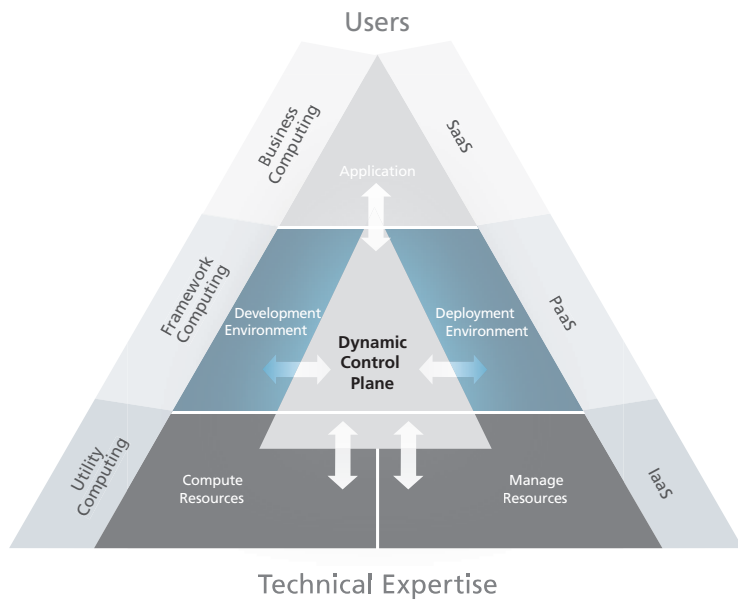 Users
Business
Computing
SaaS
Application
Framework
Computing
PaaS
Development
Environment
Deployment
Environment
Dynamic
Control
Plane
Utility
Computing
IaaS
Compute
Resources
Manage
Resources
Technical Expertise